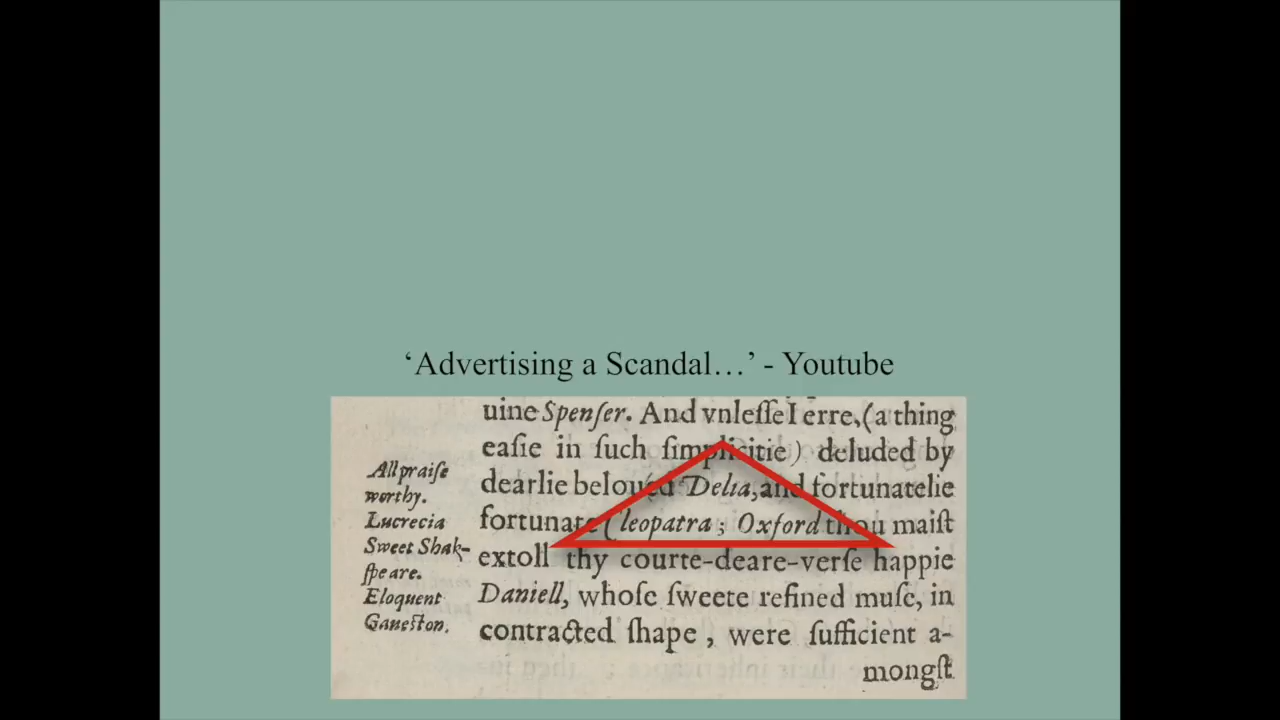 ‘Advertising a Scandal…’ - Youtube
uine Spenſer. And vnleſſe I erre, (a thing
eaſie in ſuch ſimplicitie) deluded by
dearlie beloued Delia, and fortunatelie
fortunate Cleopatra ; Oxford thou maiſt
extoll thy courte-deare-verſe happie
Daniell, whoſe ſweete refined muſe, in
contracted ſhape , were ſufficient a-
mongſt
All praiſe
worthy.
Lucrecia
Sweet Shak-
ſpeare.
Eloquent
Gaueſton.